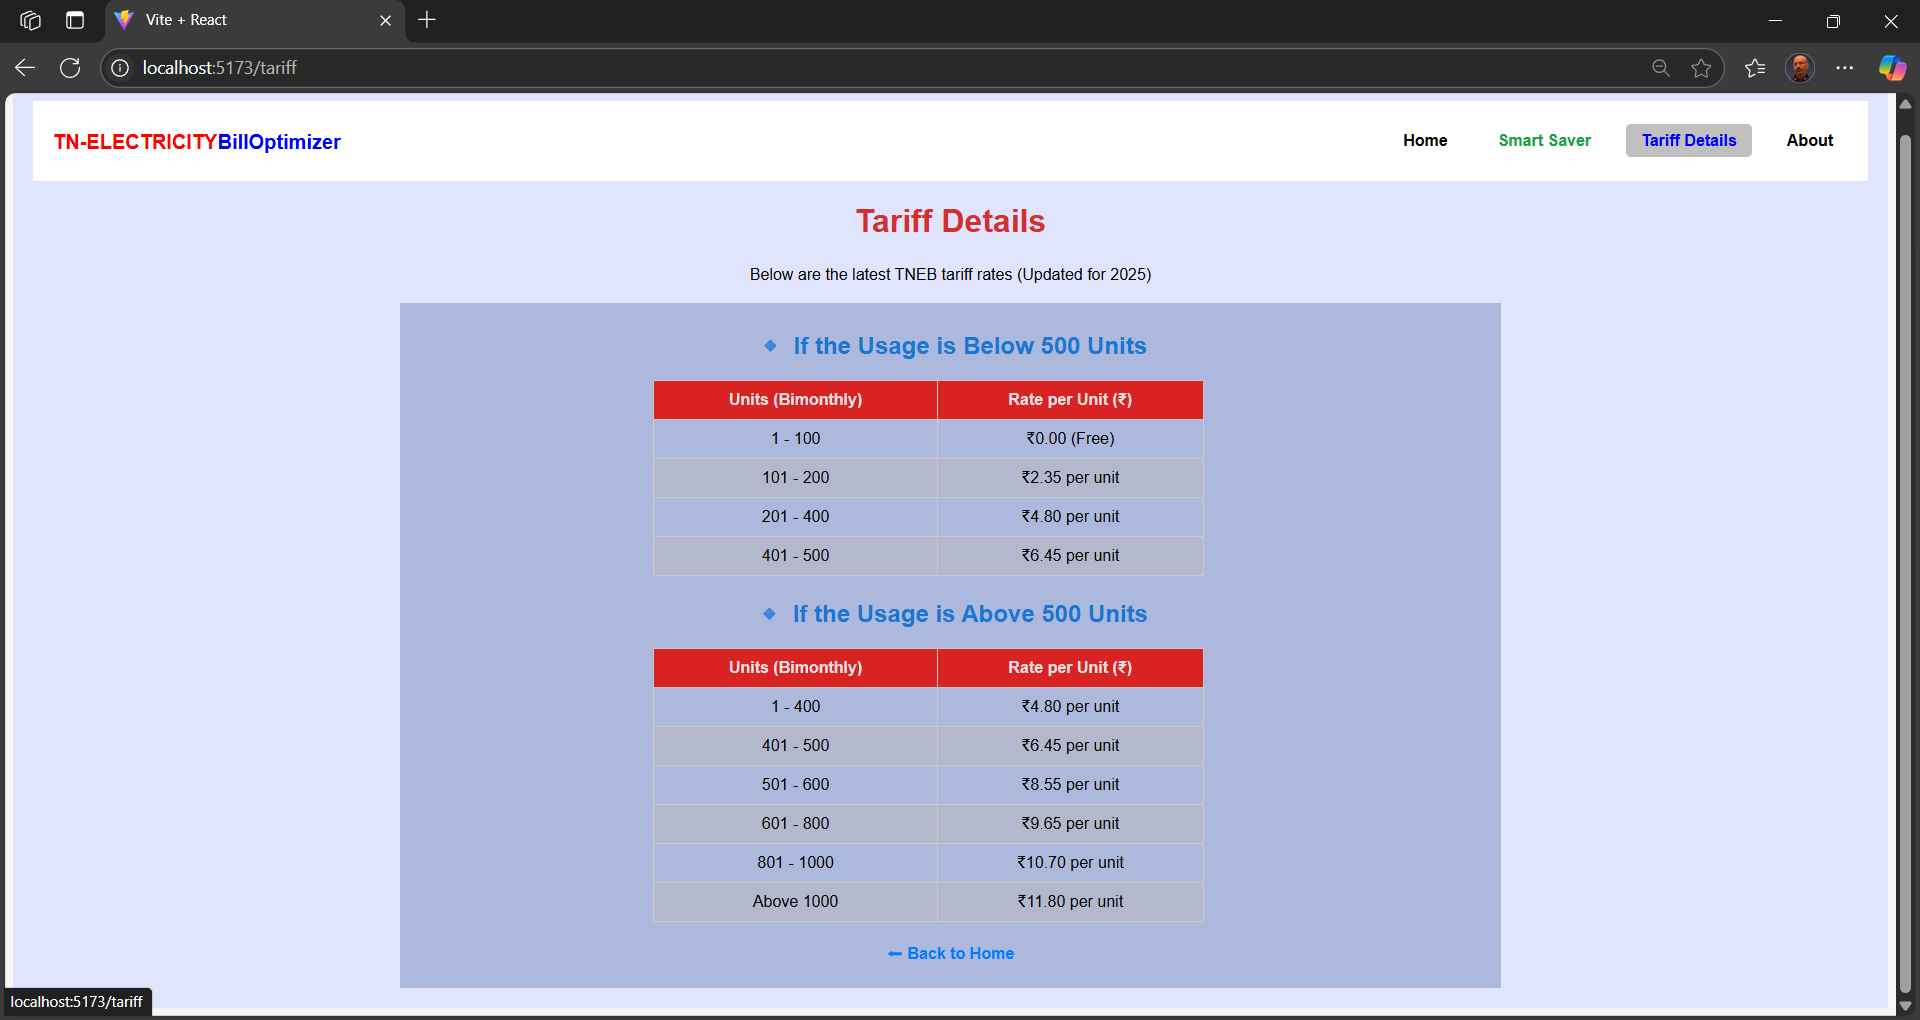 Vite + React
localhost:5173/tariff
TN-ELECTRICITYBillOptimizer
Home Smart Saver Tariff Details About
Tariff Details
Below are the latest TNEB tariff rates (Updated for 2025)
If the Usage is Below 500 Units
Units (Bimonthly) Rate per Unit (₹)
1 - 100 ₹0.00 (Free)
101 - 200 ₹2.35 per unit
201 - 400 ₹4.80 per unit
401 - 500 ₹6.45 per unit
If the Usage is Above 500 Units
Units (Bimonthly) Rate per Unit (₹)
1 - 400 ₹4.80 per unit
401 - 500 ₹6.45 per unit
501 - 600 ₹8.55 per unit
601 - 800 ₹9.65 per unit
801 - 1000 ₹10.70 per unit
Above 1000 ₹11.80 per unit
← Back to Home
localhost:5173/tariff